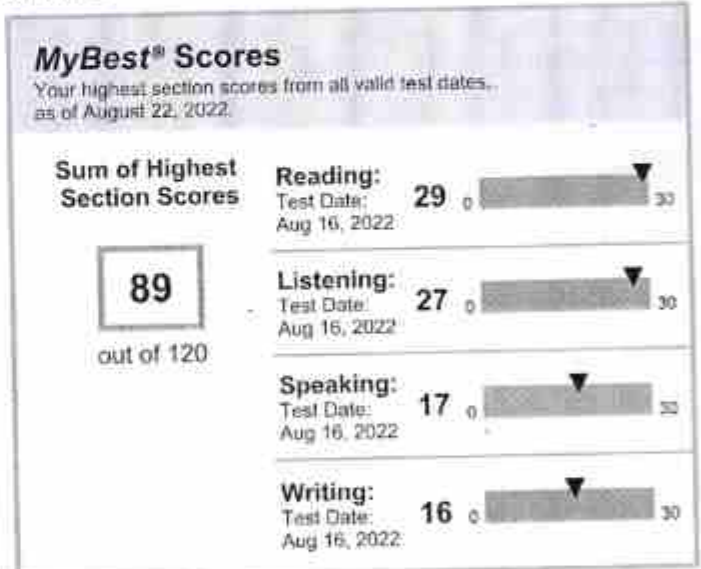 MyBest® Scores
Your highest section scores from all valid test dates,
as of August 22, 2022.
Sum of Highest
Section Scores
89
out of 120
Reading:
Test Date:
Aug 16, 2022
29
0
30
Listening:
Test Date:
Aug 16, 2022
27
0
30
Speaking:
Test Date:
Aug 16, 2022
17
0
30
Writing:
Test Date:
Aug 16, 2022
16
0
30